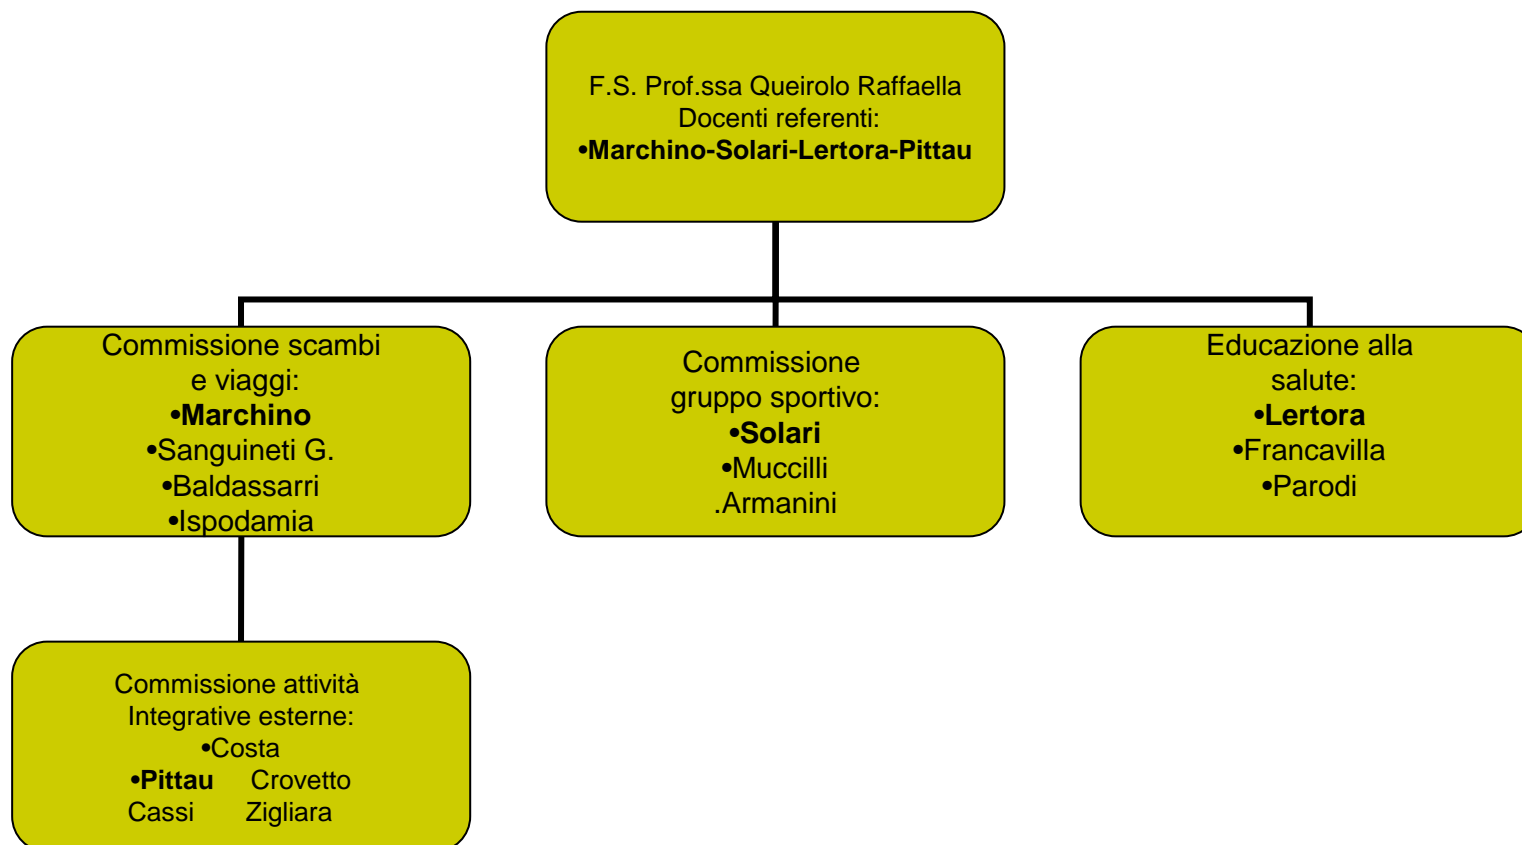 F.S. Prof.ssa Queirolo Raffaella
Docenti referenti:
•Marchino-Solari-Lertora-Pittau
Commissione scambi
e viaggi:
•Marchino
•Sanguineti G.
•Baldassarri
•Ispodamia
Commissione
gruppo sportivo:
•Solari
•Muccilli
.Armanini
Educazione alla
salute:
•Lertora
•Francavilla
•Parodi
Commissione attività
Integrative esterne:
•Costa
•Pittau Crovetto
Cassi Zigliara